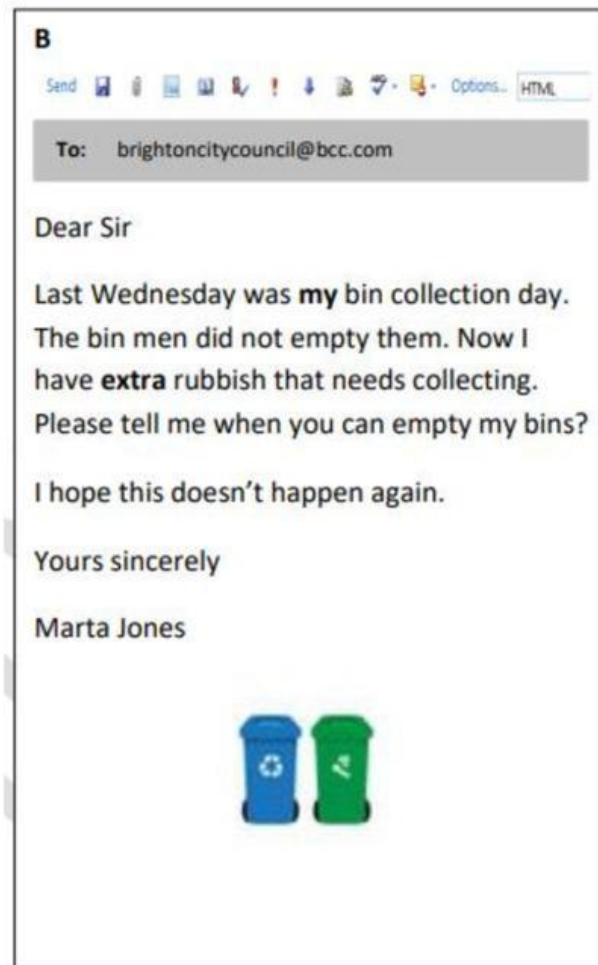 B
Send Options... HTML
To: brightoncitycouncil@bcc.com
Dear Sir
Last Wednesday was my bin collection day.
The bin men did not empty them. Now I
have extra rubbish that needs collecting.
Please tell me when you can empty my bins?
I hope this doesn't happen again.
Yours sincerely
Marta Jones